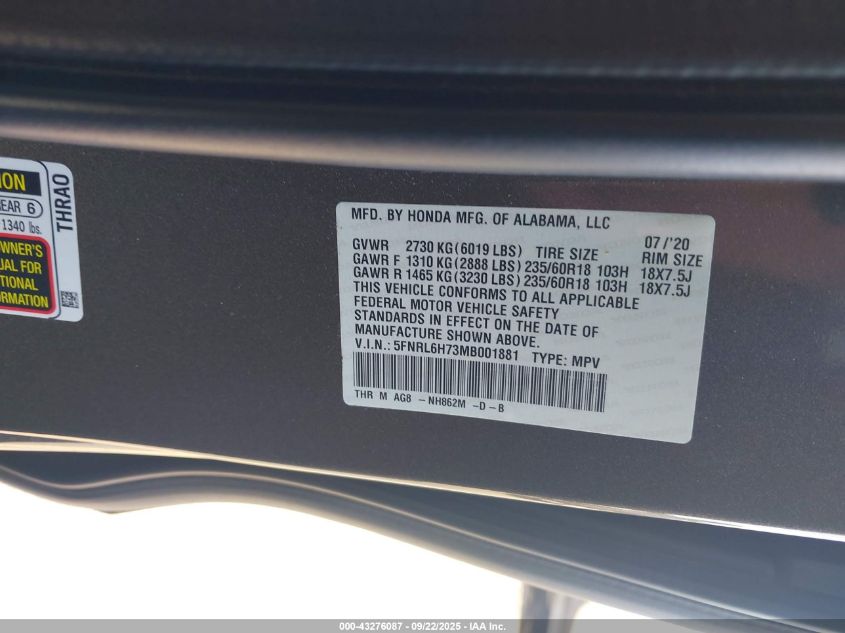 ION
REAR 6
1340 lbs.
OWNER'S
UAL FOR
TIONAL
FORMATION
THRAO
MFD. BY HONDA MFG. OF ALABAMA, LLC
07/'20
GVWR 2730 KG(6019 LBS) TIRE SIZE RIM SIZE
GAWR F 1310 KG(2888 LBS) 235/60R18 103H 18X7.5J
GAWR R 1465 KG(3230 LBS) 235/60R18 103H 18X7.5J
THIS VEHICLE CONFORMS TO ALL APPLICABLE
FEDERAL MOTOR VEHICLE SAFETY
STANDARDS IN EFFECT ON THE DATE OF
MANUFACTURE SHOWN ABOVE.
V.I.N.: 5FNRL6H73MB001881 TYPE: MPV
THR M AG8 -NH862M -D-B
000-43276087 - 09/22/2025 - IAA Inc.